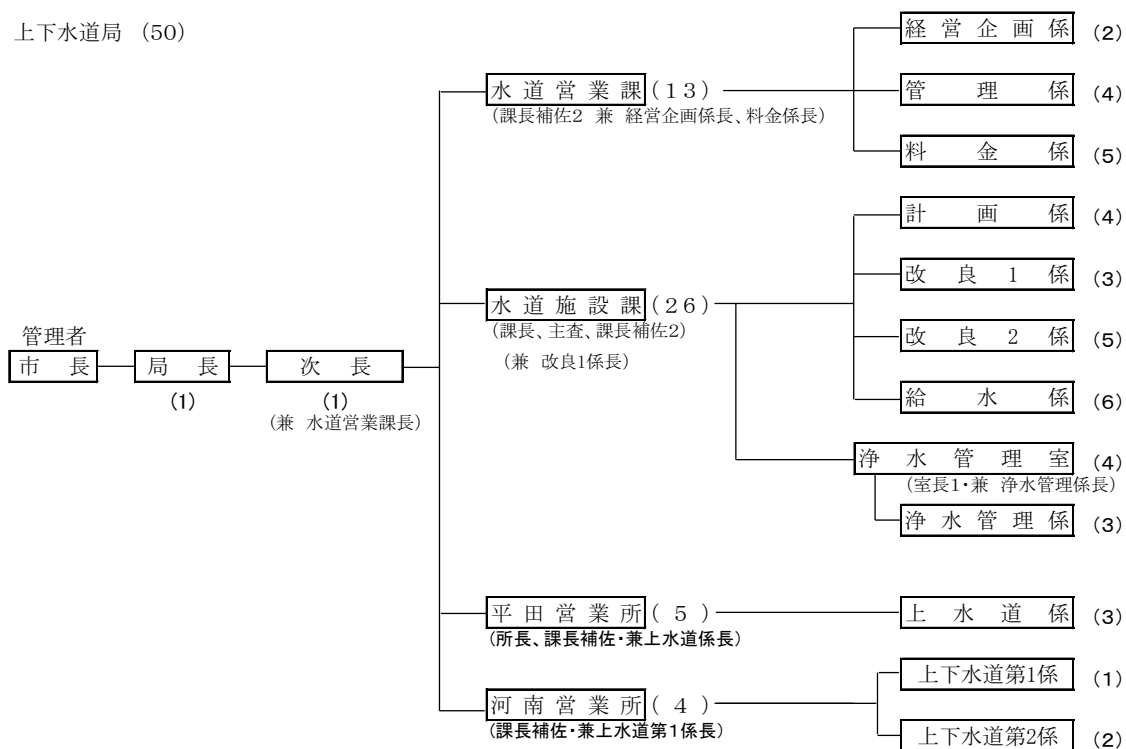 上下水道局 (50)
経営企画係 (2)
水道営業課 (13)
(課長補佐2 兼 経営企画係長、料金係長)
管理係 (4)
料金係 (5)
計画係 (4)
改良1係 (3)
水道施設課 (26)
(課長、主査、課長補佐2)
(兼 改良1係長)
改良2係 (5)
給水係 (6)
管理者
市長
局長
(1)
次長
(1)
(兼 水道営業課長)
浄水管理室 (4)
(室長1・兼 浄水管理係長)
浄水管理係 (3)
平田営業所 (5)
(所長、課長補佐・兼上水道係長)
上水道係 (3)
河南営業所 (4)
(課長補佐・兼上水道第1係長)
上下水道第1係 (1)
上下水道第2係 (2)